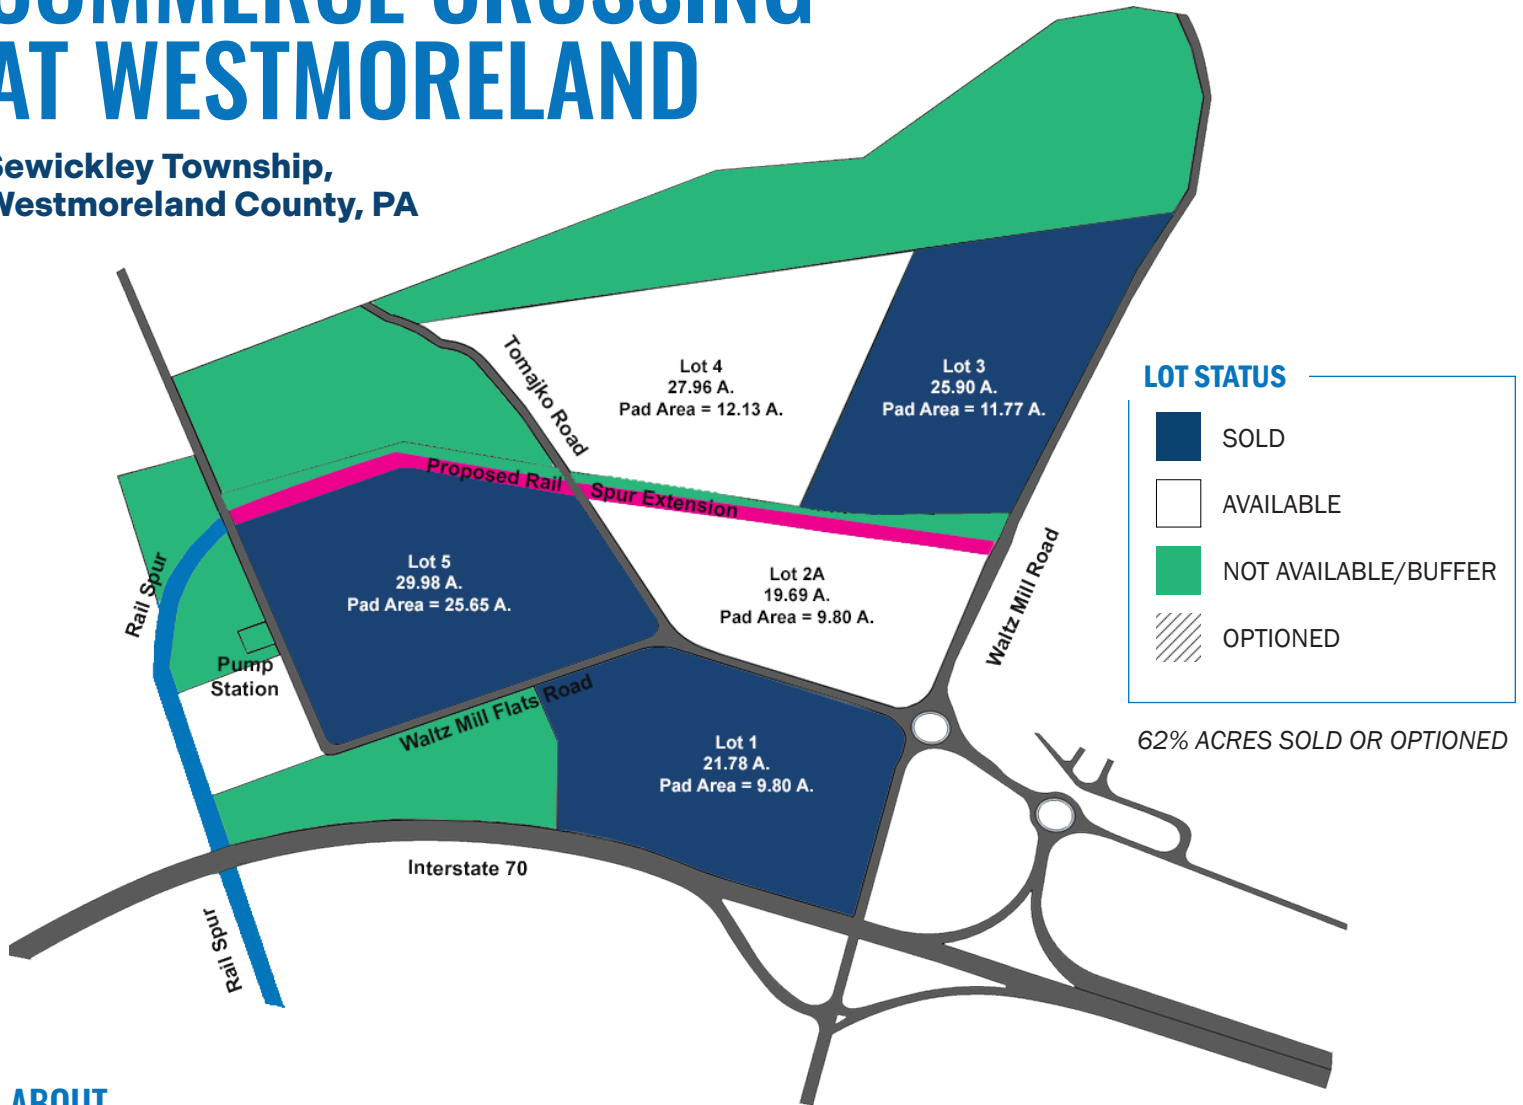 COMMERCE CROSSING
AT WESTMORELAND
Sewickley Township,
Westmoreland County, PA
Tomajko Road
Lot 4
27.96 A.
Pad Area = 12.13 A.
Lot 3
25.90 A.
Pad Area = 11.77 A.
LOT STATUS
SOLD
AVAILABLE
NOT AVAILABLE/BUFFER
OPTIONED
62% ACRES SOLD OR OPTIONED
Proposed Rail Spur Extension
Lot 5
29.98 A.
Pad Area = 25.65 A.
Lot 2A
19.69 A.
Pad Area = 9.80 A.
Waltz Mill Road
Rail Spur
Pump
Station
Waltz Mill Flats Road
Lot 1
21.78 A.
Pad Area = 9.80 A.
Interstate 70
Rail Spur
ABOUT